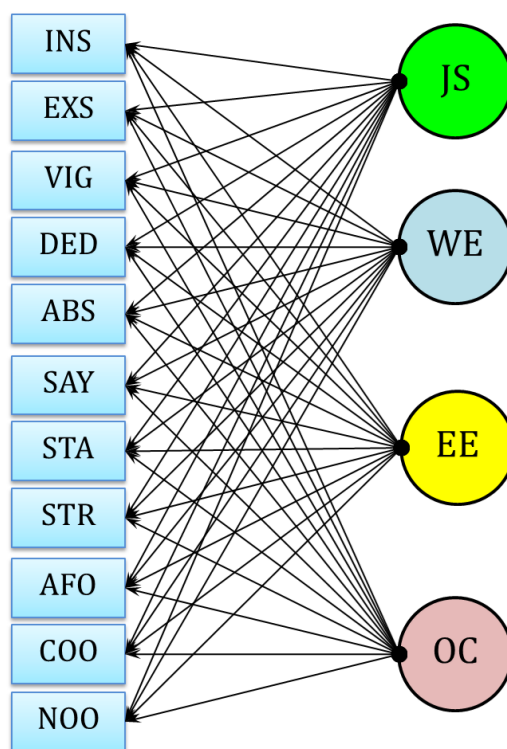 INS
EXS
VIG
DED
ABS
SAY
STA
STR
AFO
COO
NOO
JS
WE
EE
OC